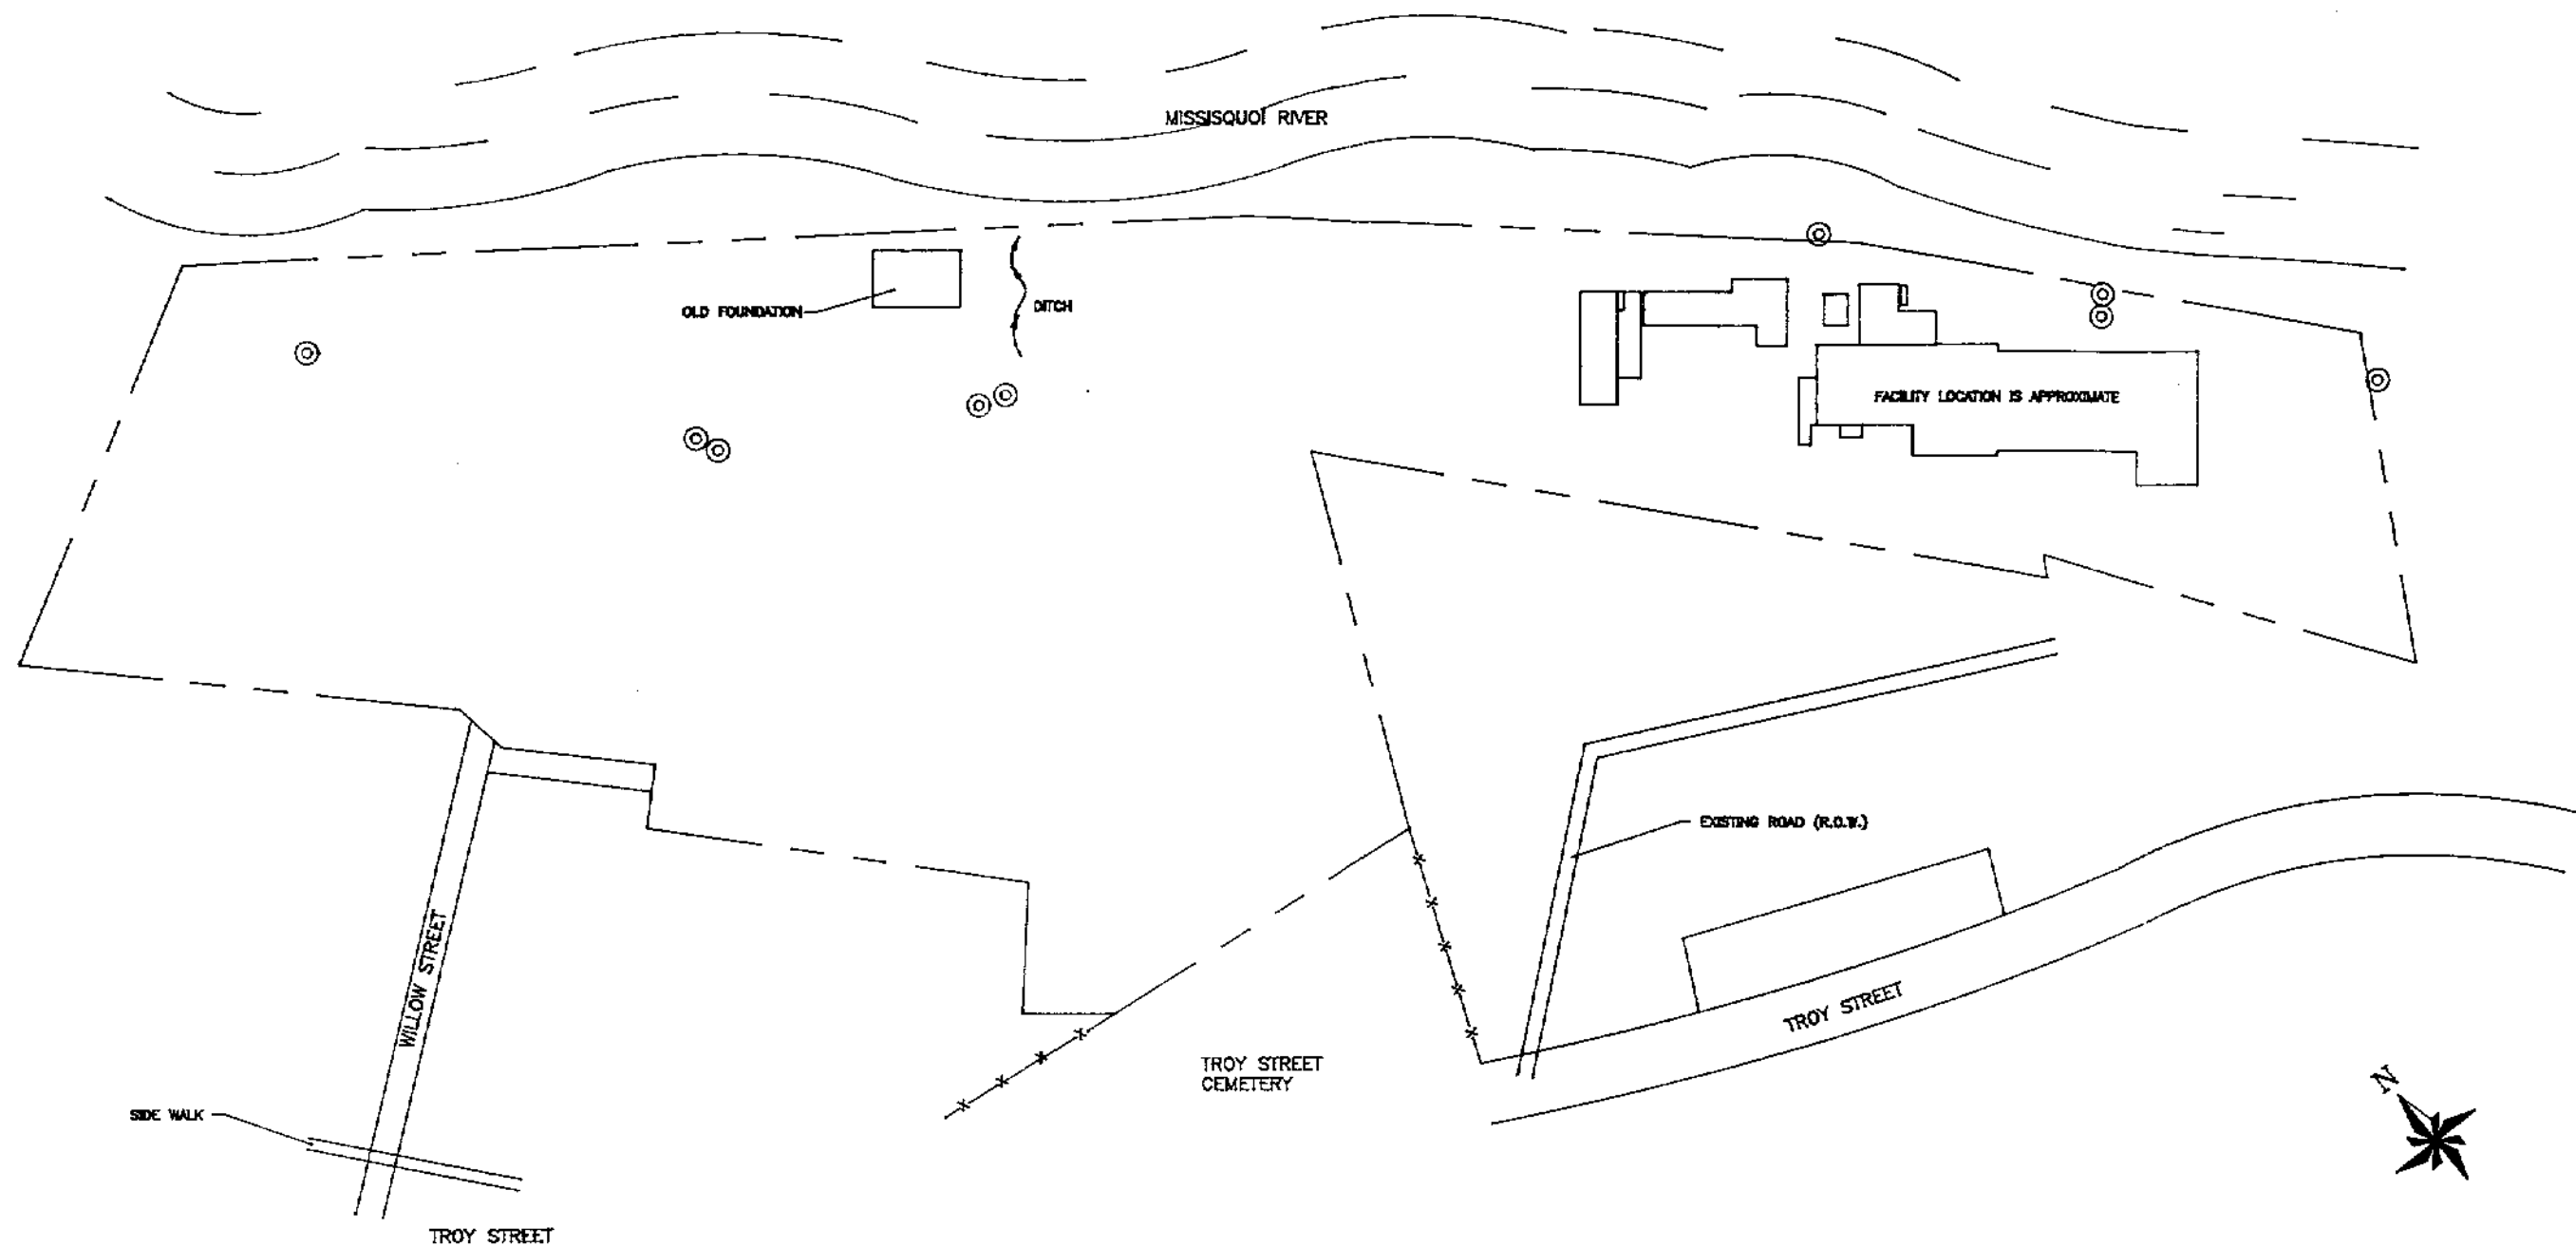 MISSISQUOI RIVER
OLD FOUNDATION
DITCH
FACILITY LOCATION IS APPROXIMATE
EXISTING ROAD (R.O.W.)
WILLOW STREET
TROY STREET
TROY STREET
CEMETERY
N
SIDE WALK
TROY STREET